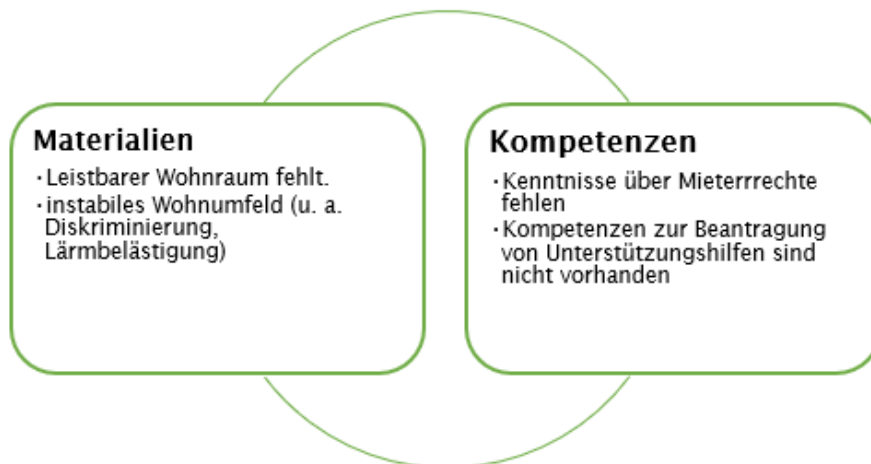 Materialien
·Leistbarer Wohnraum fehlt.
·instabiles Wohnumfeld (u. a.
Diskriminierung,
Lärmbelästigung)
Kompetenzen
·Kenntnisse über Mieterrrechte
fehlen
·Kompetenzen zur Beantragung
von Unterstützungshilfen sind
nicht vorhanden